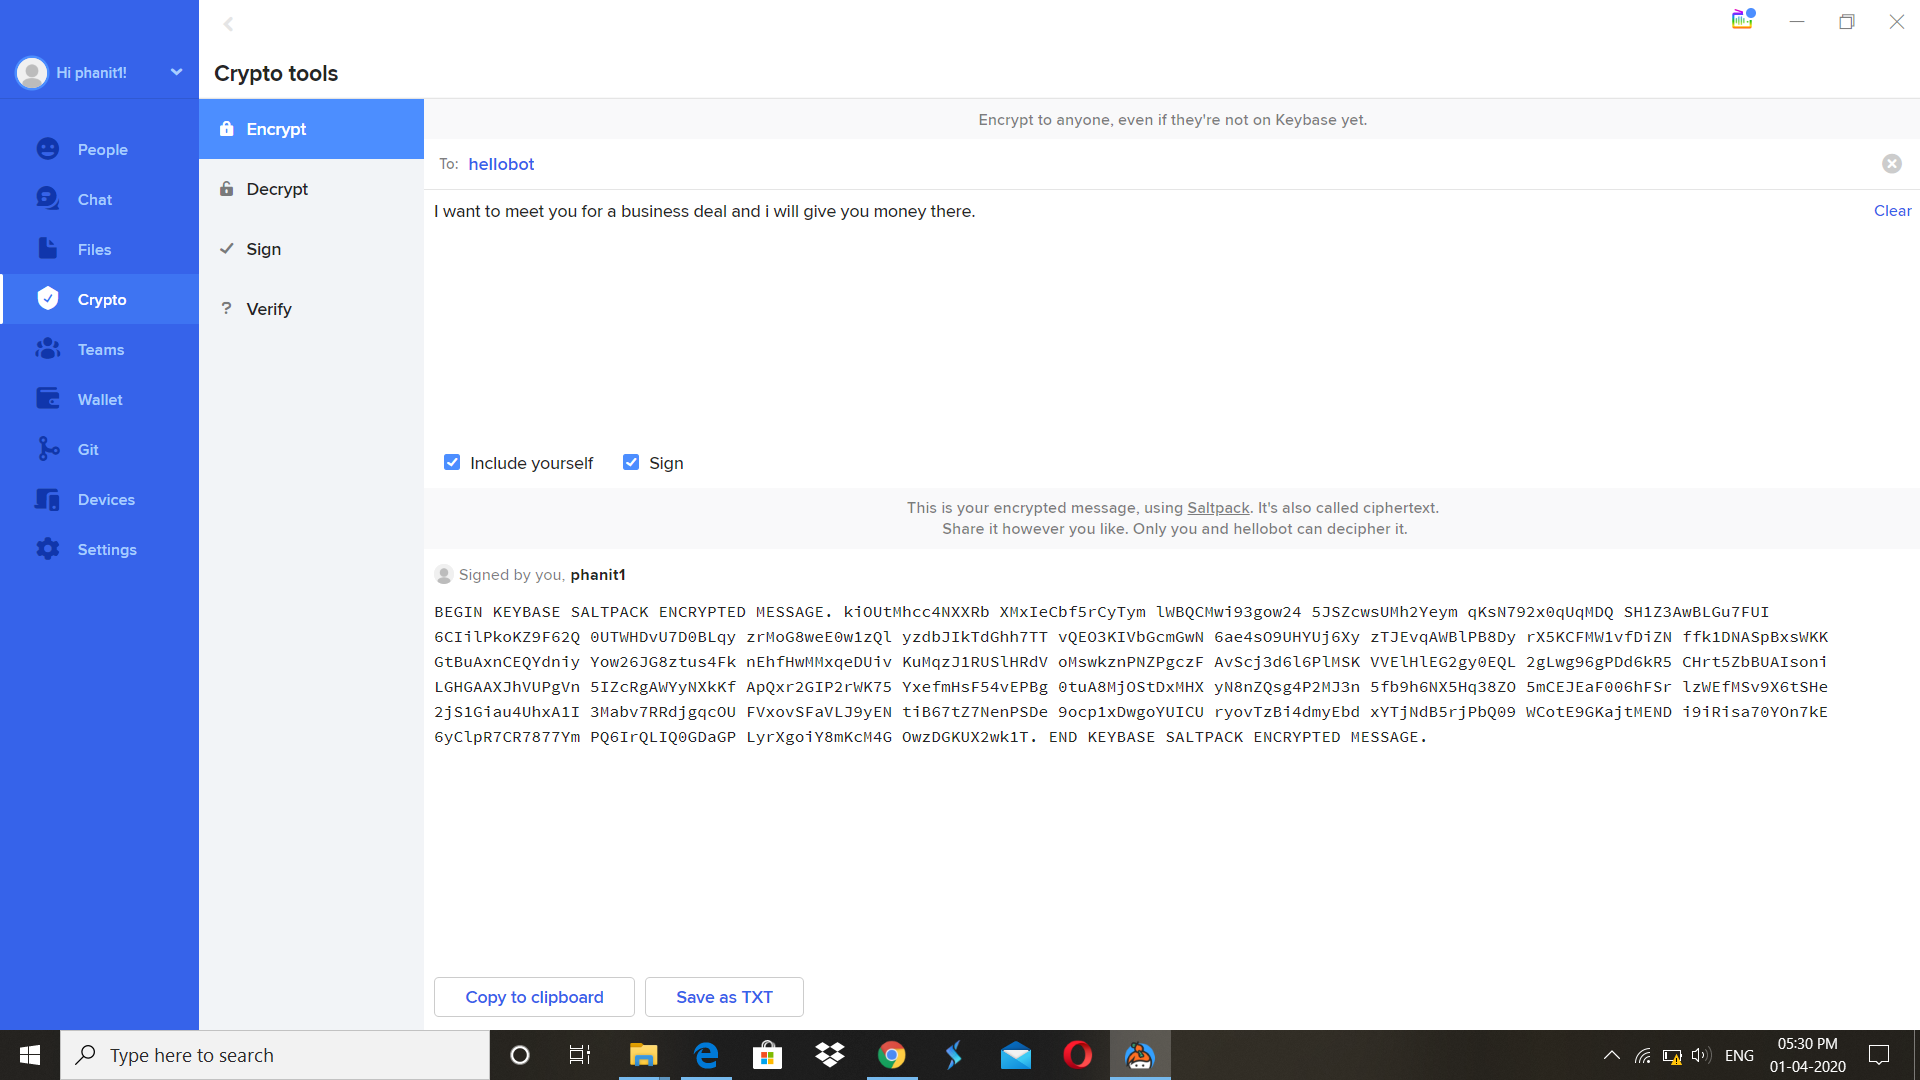 Hi phanit1!
People
Chat
Files
Crypto
Teams
Wallet
Git
Devices
Settings
Crypto tools
Encrypt
Decrypt
Sign
? Verify
Encrypt to anyone, even if they're not on Keybase yet.
To: hellobot
I want to meet you for a business deal and i will give you money there.
Clear
Include yourself
Sign
This is your encrypted message, using Saltpack. It's also called ciphertext.
Share it however you like. Only you and hellobot can decipher it.
Signed by you, phanit1
BEGIN KEYBASE SALTPACK ENCRYPTED MESSAGE. kiOUtMhcc4NXXRb XMxIeCbf5rCyTym lWBQCMwi93gow24 5JSZcwsUMh2Yeym qKsN792x0qUqMDQ SH1Z3AwBLGu7FUI
6CIilPkoKZ9F62Q 0UTWHDvU7D0BLqy zrMoG8weE0w1zQl yzdbJIkTdGhh7TT vQEO3KIVbGcmGwN 6ae4sO9UHYUj6Xy zTJEvqAWBlPB8Dy rX5KCFMW1vfDiZN ffk1DNASpBxsWKK
GtBuAxnCEQYdniy Yow26JG8ztus4Fk nEhfHwMMxqeDUiv KuMqzJ1RUSlHRdV oMswkznPNZPgczF AvScj3d6l6PlMSK VVElHlEG2gy0EQL 2gLwg96gPDd6kR5 CHrt5ZbBUAIsoni
LGHGAAXJhVUPgVn 5IZcRgAWYyNXkKf ApQxr2GIP2rWK75 YxefmHsF54vEPBg 0tuA8MjOStDxMHX yN8nZQsg4P2MJ3n 5fb9h6NX5Hq38ZO 5mCEJEaF006hFSr lzWEfMSv9X6tSHe
2jS1Giau4UhxA1I 3Mabv7RRdjgqcOU FVxovSFaVLJ9yEN tiB67tZ7NenPSDe 9ocp1xDwgoYUICU ryovTzBi4dmyEbd xYTjNdB5rjPbQ09 WCotE9GKajtMEND i9iRisa70YOn7kE
6yClpR7CR7877Ym PQ6IrQLIQ0GDaGP LyrXgoiY8mKcM4G OwzDGKUX2wk1T. END KEYBASE SALTPACK ENCRYPTED MESSAGE.
Copy to clipboard
Save as TXT
Type here to search
ENG
05:30 PM
01-04-2020